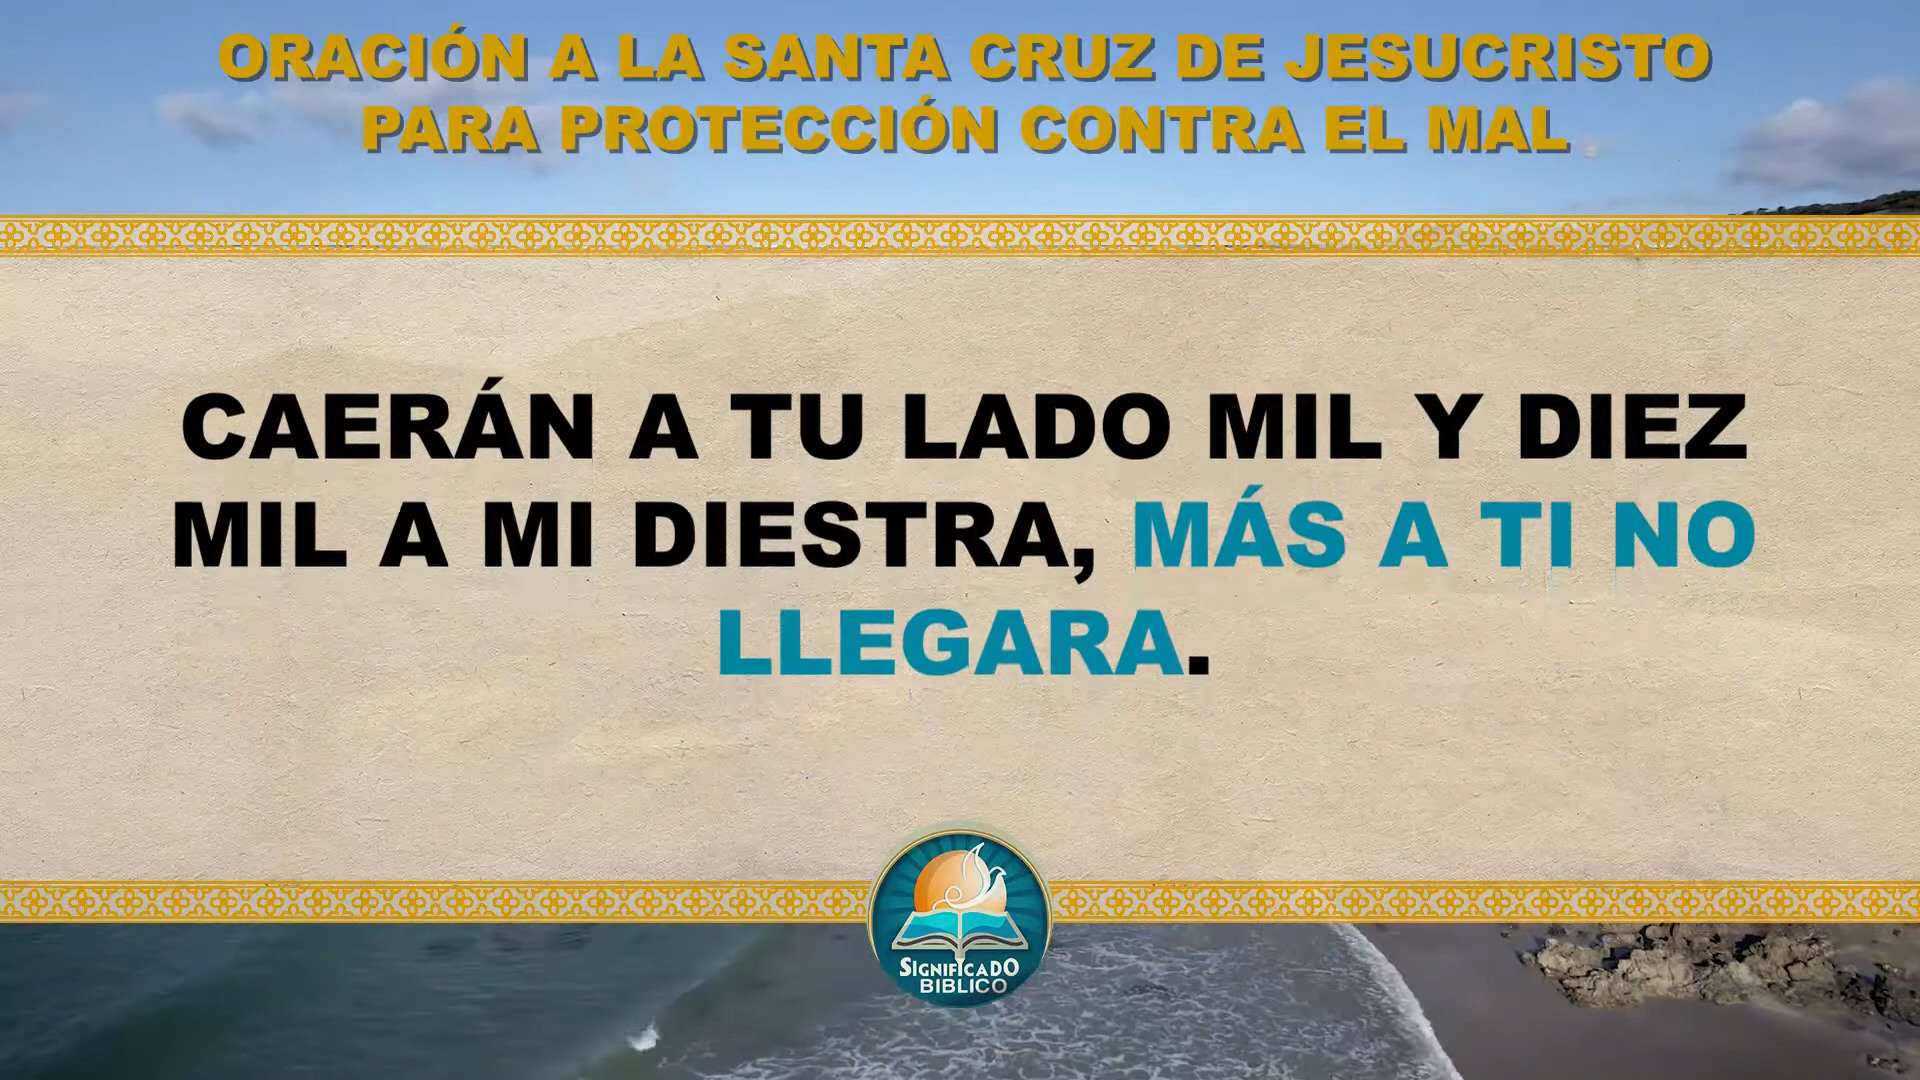 ORACIÓN A LA SANTA CRUZ DE JESUCRISTO
PARA PROTECCIÓN CONTRA EL MAL
CAERÁN A TU LADO MIL Y DIEZ
MIL A MI DIESTRA, MÁS A TI NO
LLEGARA.
SIGNIFICADO
BIBLICO